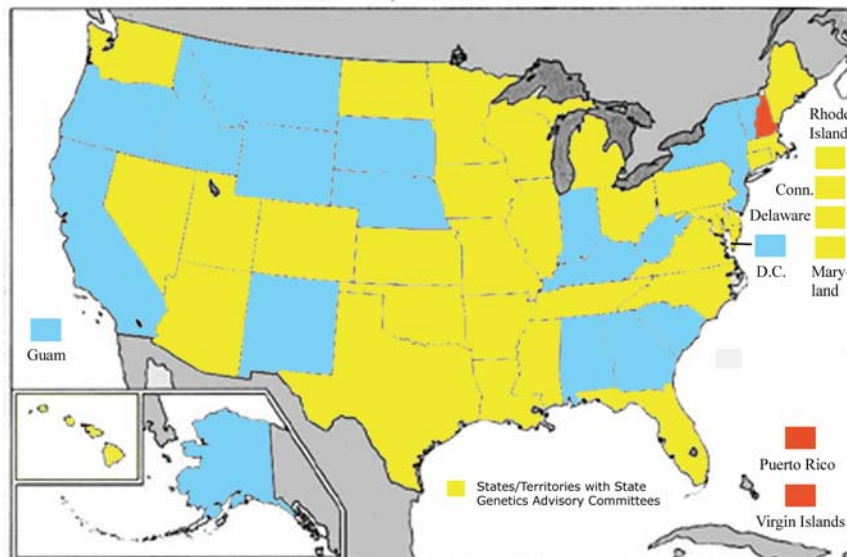 Rhode
Island
Conn.
Delaware
D.C.
Mary-
land
Guam
Puerto Rico
Virgin Islands
States/Territories with State
Genetics Advisory Committees